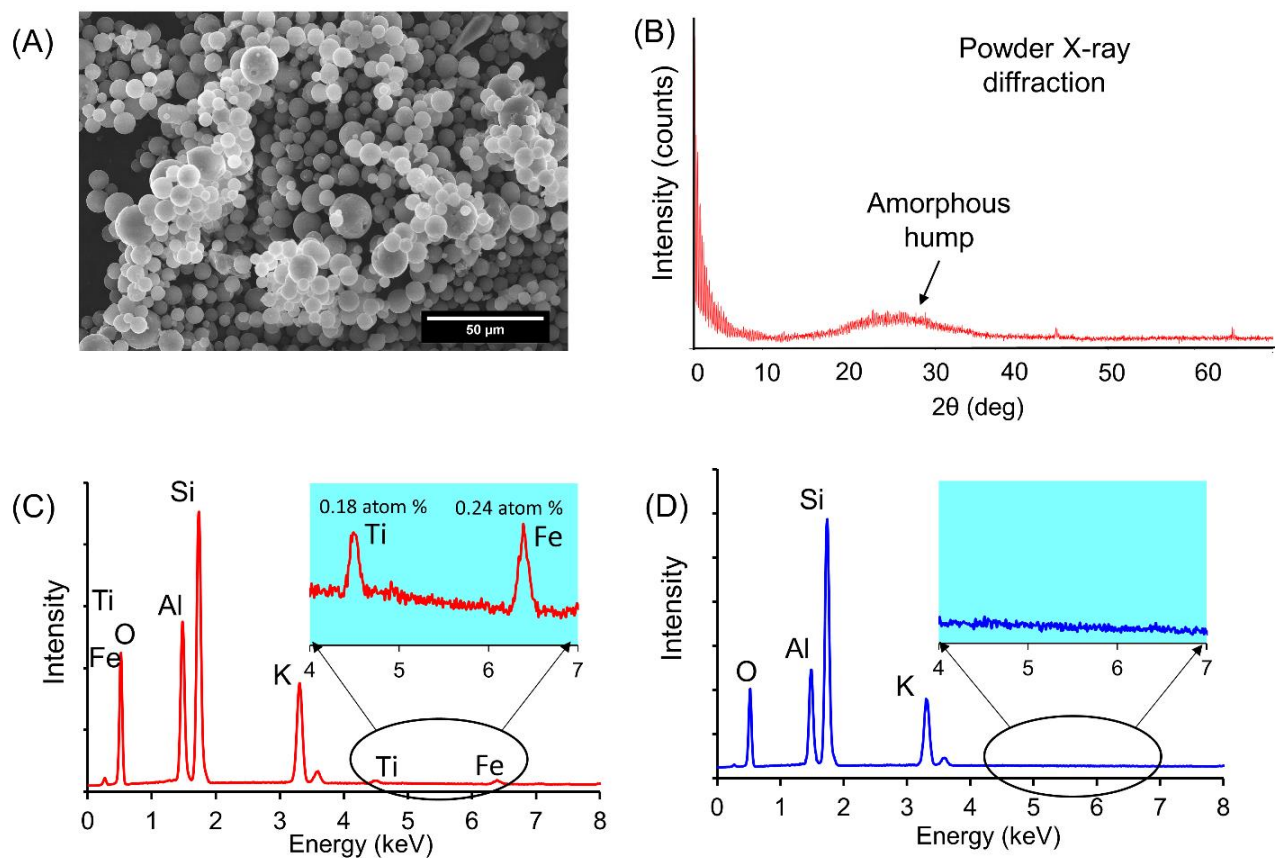 (A)
50 µm
(B)
Powder X-ray
diffraction
Amorphous
hump
Intensity (counts)
0 10 20 30 40 50 60
2θ (deg)
(C)
Si
Ti
Fe
O
Al
K
Ti
Fe
0.18 atom % 0.24 atom %
Ti
Fe
4 5 6 7
Intensity
0 1 2 3 4 5 6 7 8
Energy (keV)
(D)
Si
O
Al
K
4 5 6 7
Intensity
0 1 2 3 4 5 6 7 8
Energy (keV)